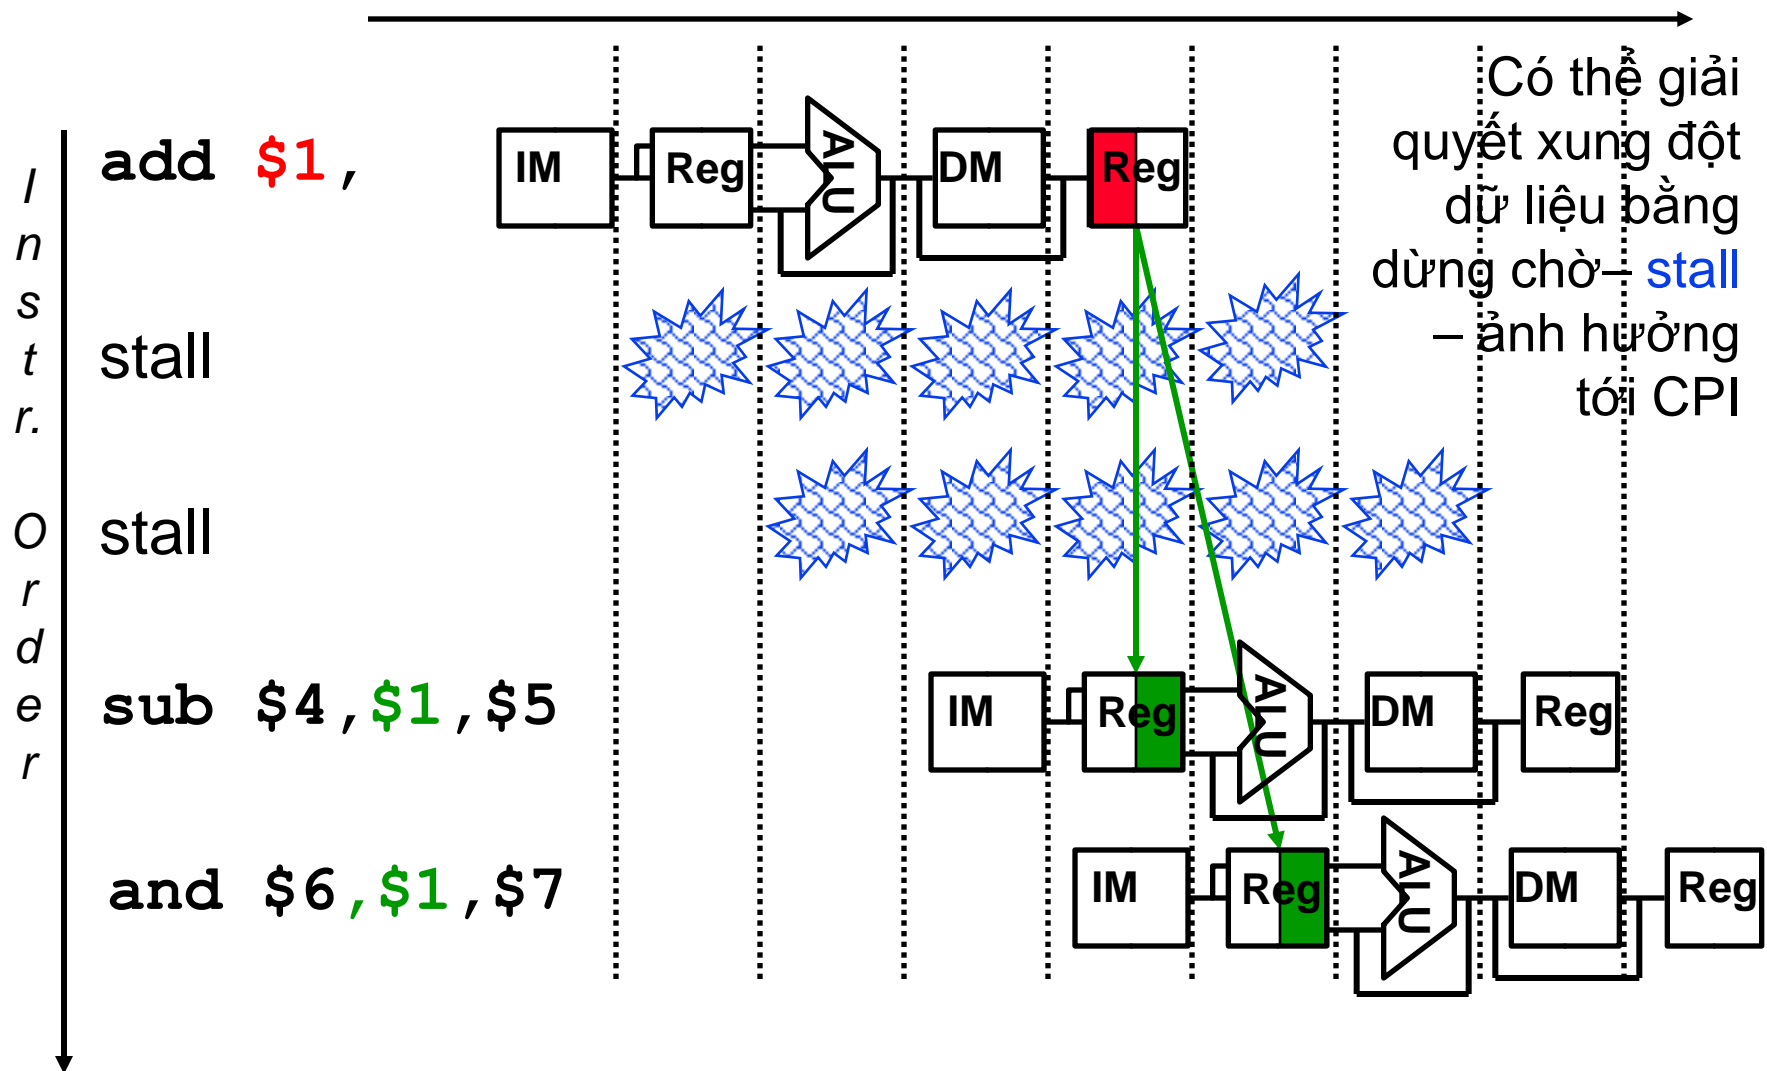 Có thể giải
quyết xung đột
dữ liệu bằng
dừng chờ– stall
– ảnh hưởng
tới CPI
Instr. Order
add $1,
IM Reg ALU DM Reg
stall
stall
sub $4,$1,$5
IM Reg ALU DM Reg
and $6,$1,$7
IM Reg ALU DM Reg